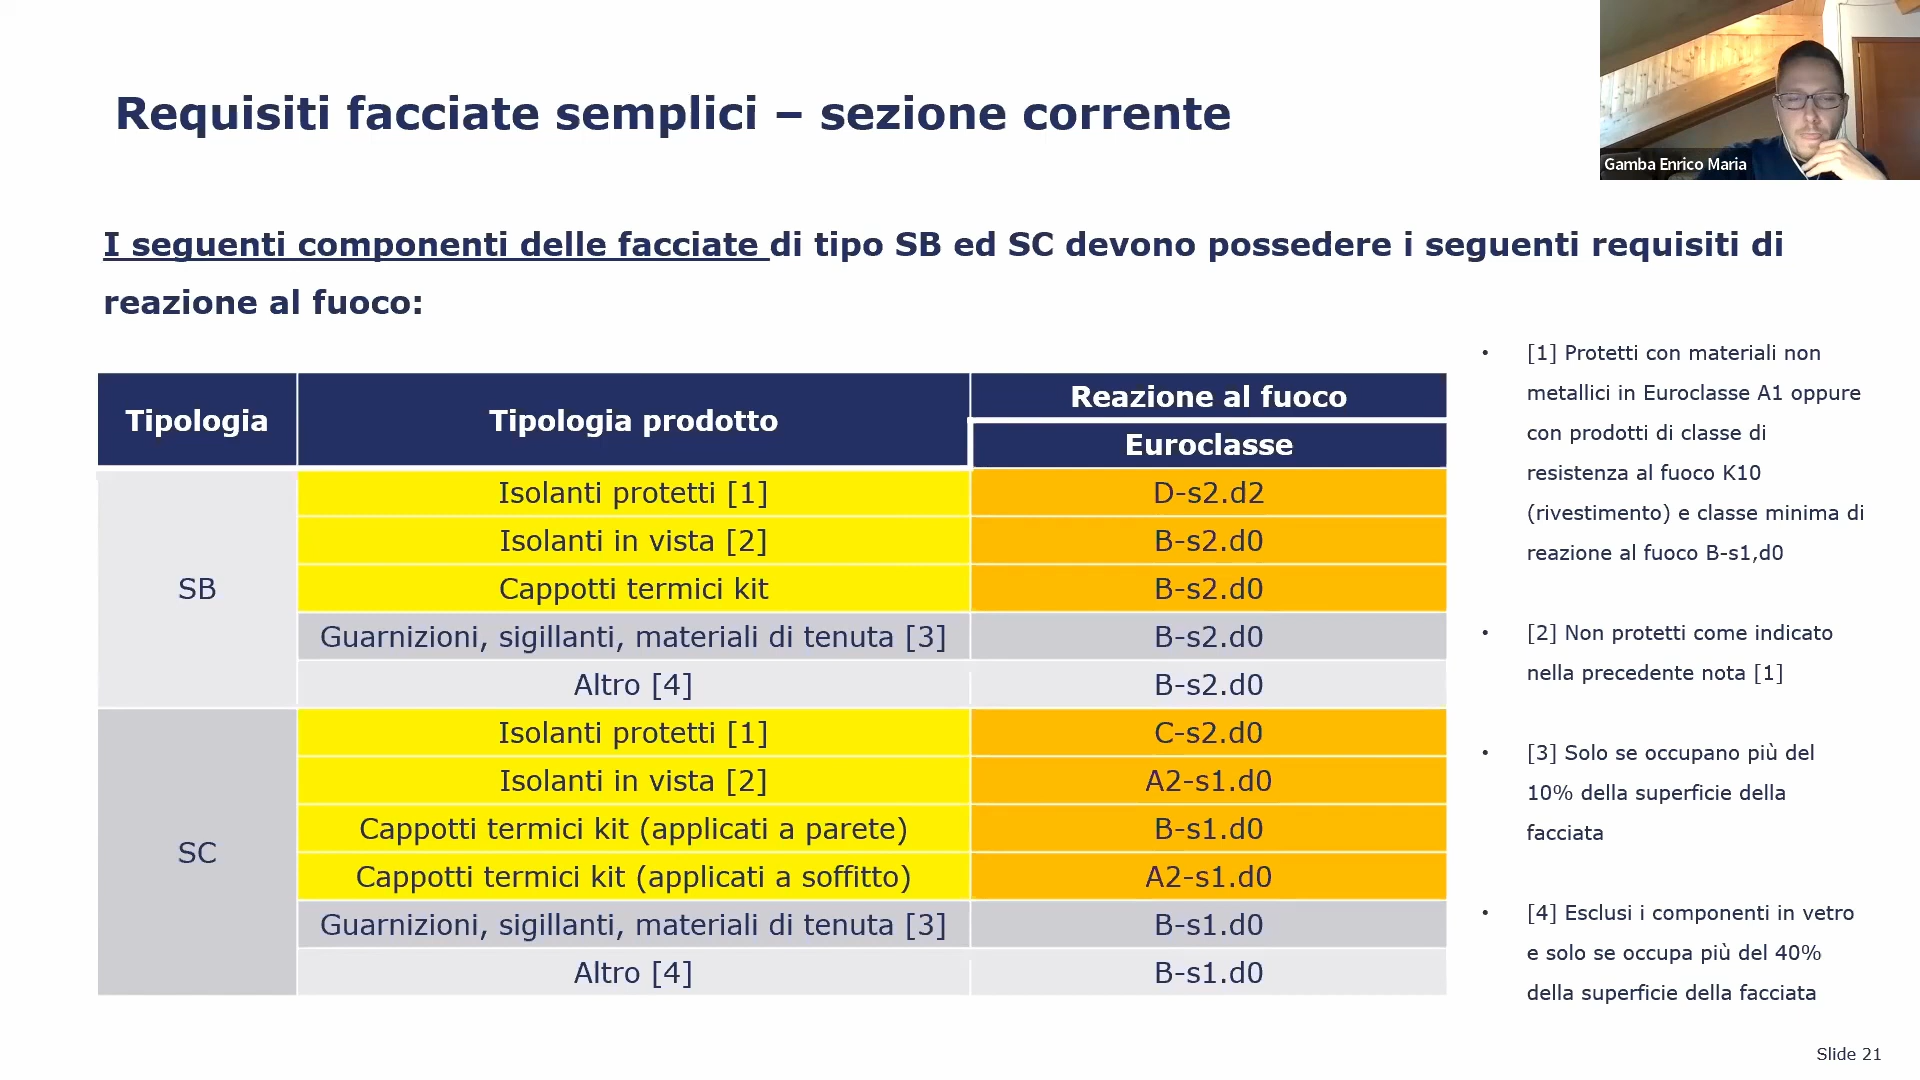 Requisiti facciate semplici – sezione corrente
Gamba Enrico Maria
I seguenti componenti delle facciate di tipo SB ed SC devono possedere i seguenti requisiti di
reazione al fuoco:
Tipologia
Tipologia prodotto
Reazione al fuoco
Euroclasse
SB
Isolanti protetti [1]
D-s2.d2
Isolanti in vista [2]
B-s2.d0
Cappotti termici kit
B-s2.d0
Guarnizioni, sigillanti, materiali di tenuta [3]
B-s2.d0
Altro [4]
B-s2.d0
SC
Isolanti protetti [1]
C-s2.d0
Isolanti in vista [2]
A2-s1.d0
Cappotti termici kit (applicati a parete)
B-s1.d0
Cappotti termici kit (applicati a soffitto)
A2-s1.d0
Guarnizioni, sigillanti, materiali di tenuta [3]
B-s1.d0
Altro [4]
B-s1.d0
• [1] Protetti con materiali non
metallici in Euroclasse A1 oppure
con prodotti di classe di
resistenza al fuoco K10
(rivestimento) e classe minima di
reazione al fuoco B-s1,d0
• [2] Non protetti come indicato
nella precedente nota [1]
• [3] Solo se occupano più del
10% della superficie della
facciata
• [4] Esclusi i componenti in vetro
e solo se occupa più del 40%
della superficie della facciata
Slide 21